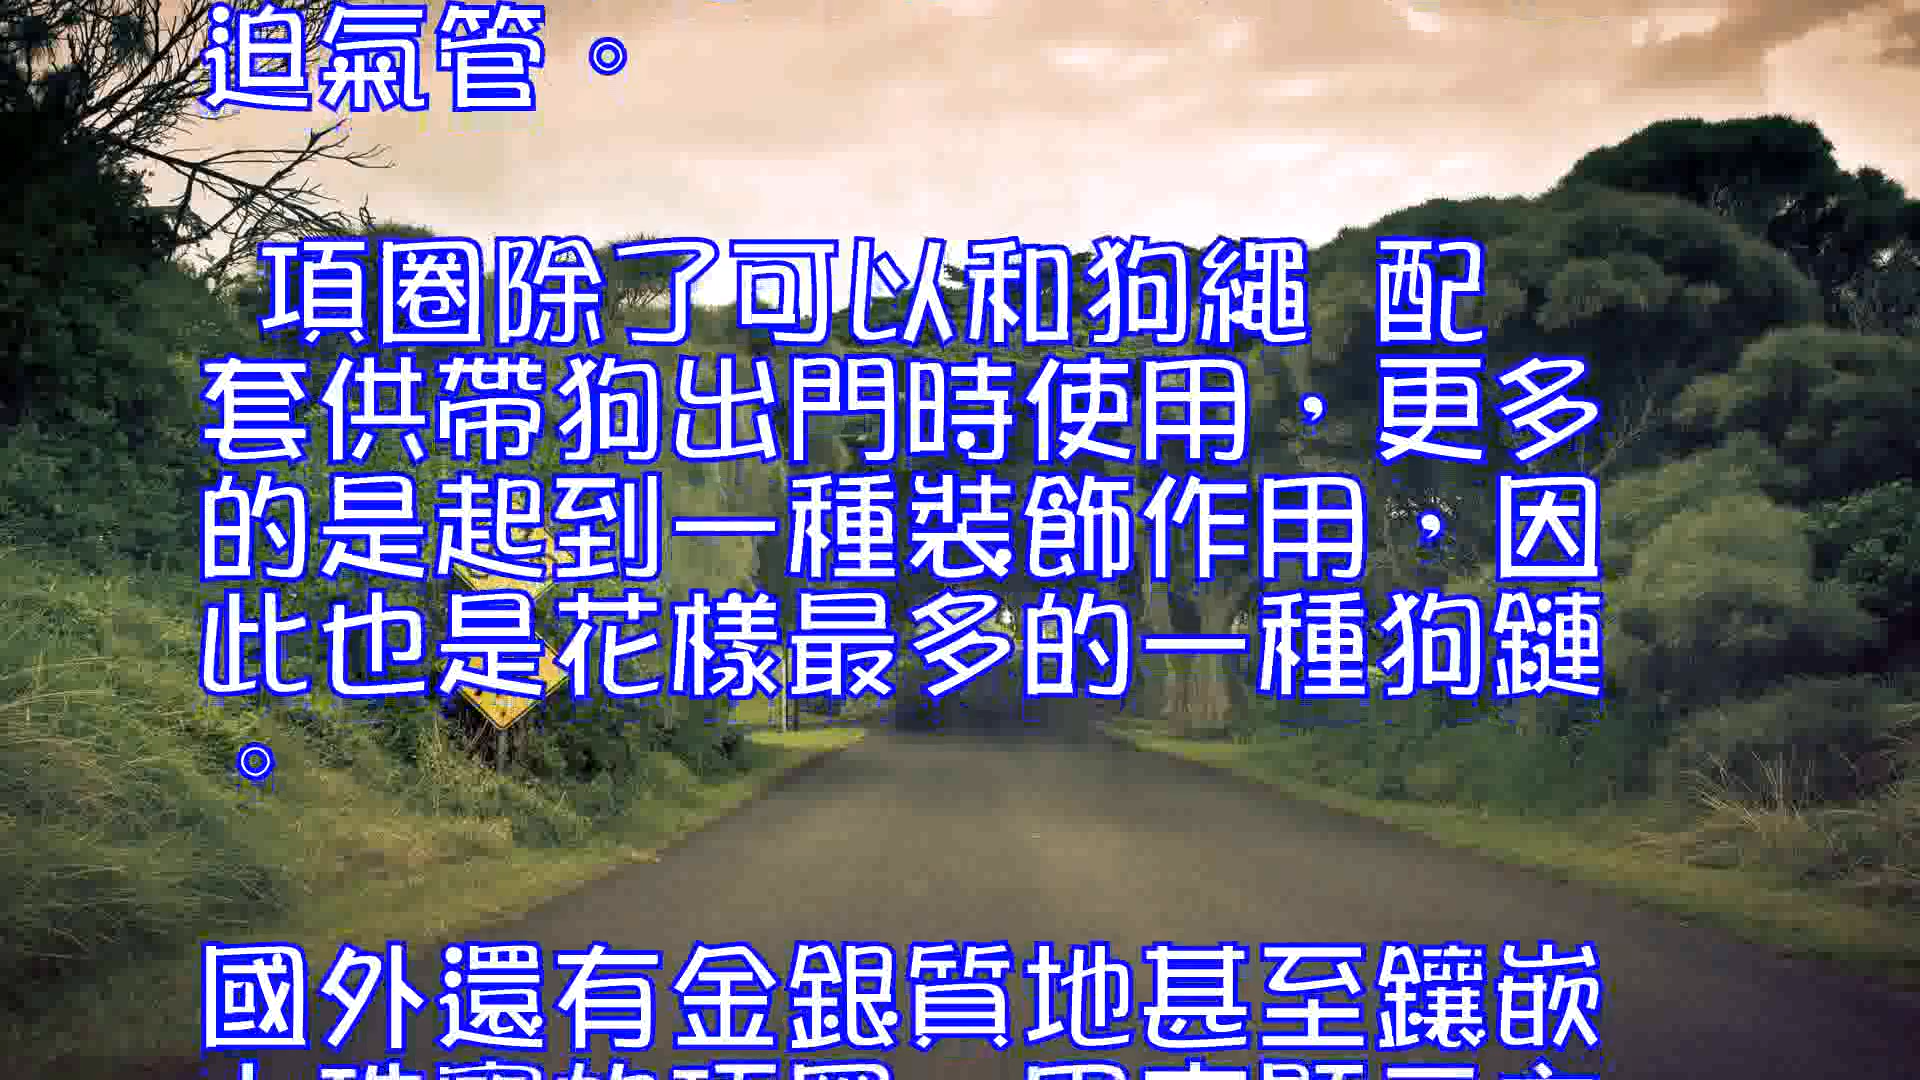 迫氣管。
項圈除了可以和狗繩 配
套供帶狗出門時使用，更多
的是起到一種裝飾作用，因
此也是花樣最多的一種狗鏈
。
國外還有金銀質地甚至鑲嵌